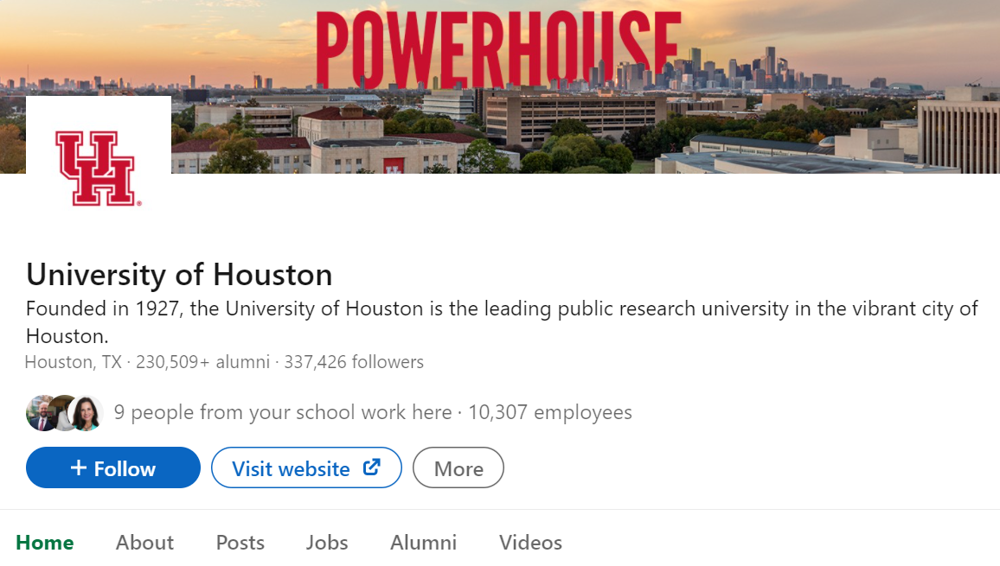 POWERHOUSE
UH
University of Houston
Founded in 1927, the University of Houston is the leading public research university in the vibrant city of
Houston.
Houston, TX · 230,509+ alumni · 337,426 followers
9 people from your school work here · 10,307 employees
+ Follow
Visit website
More
Home
About
Posts
Jobs
Alumni
Videos